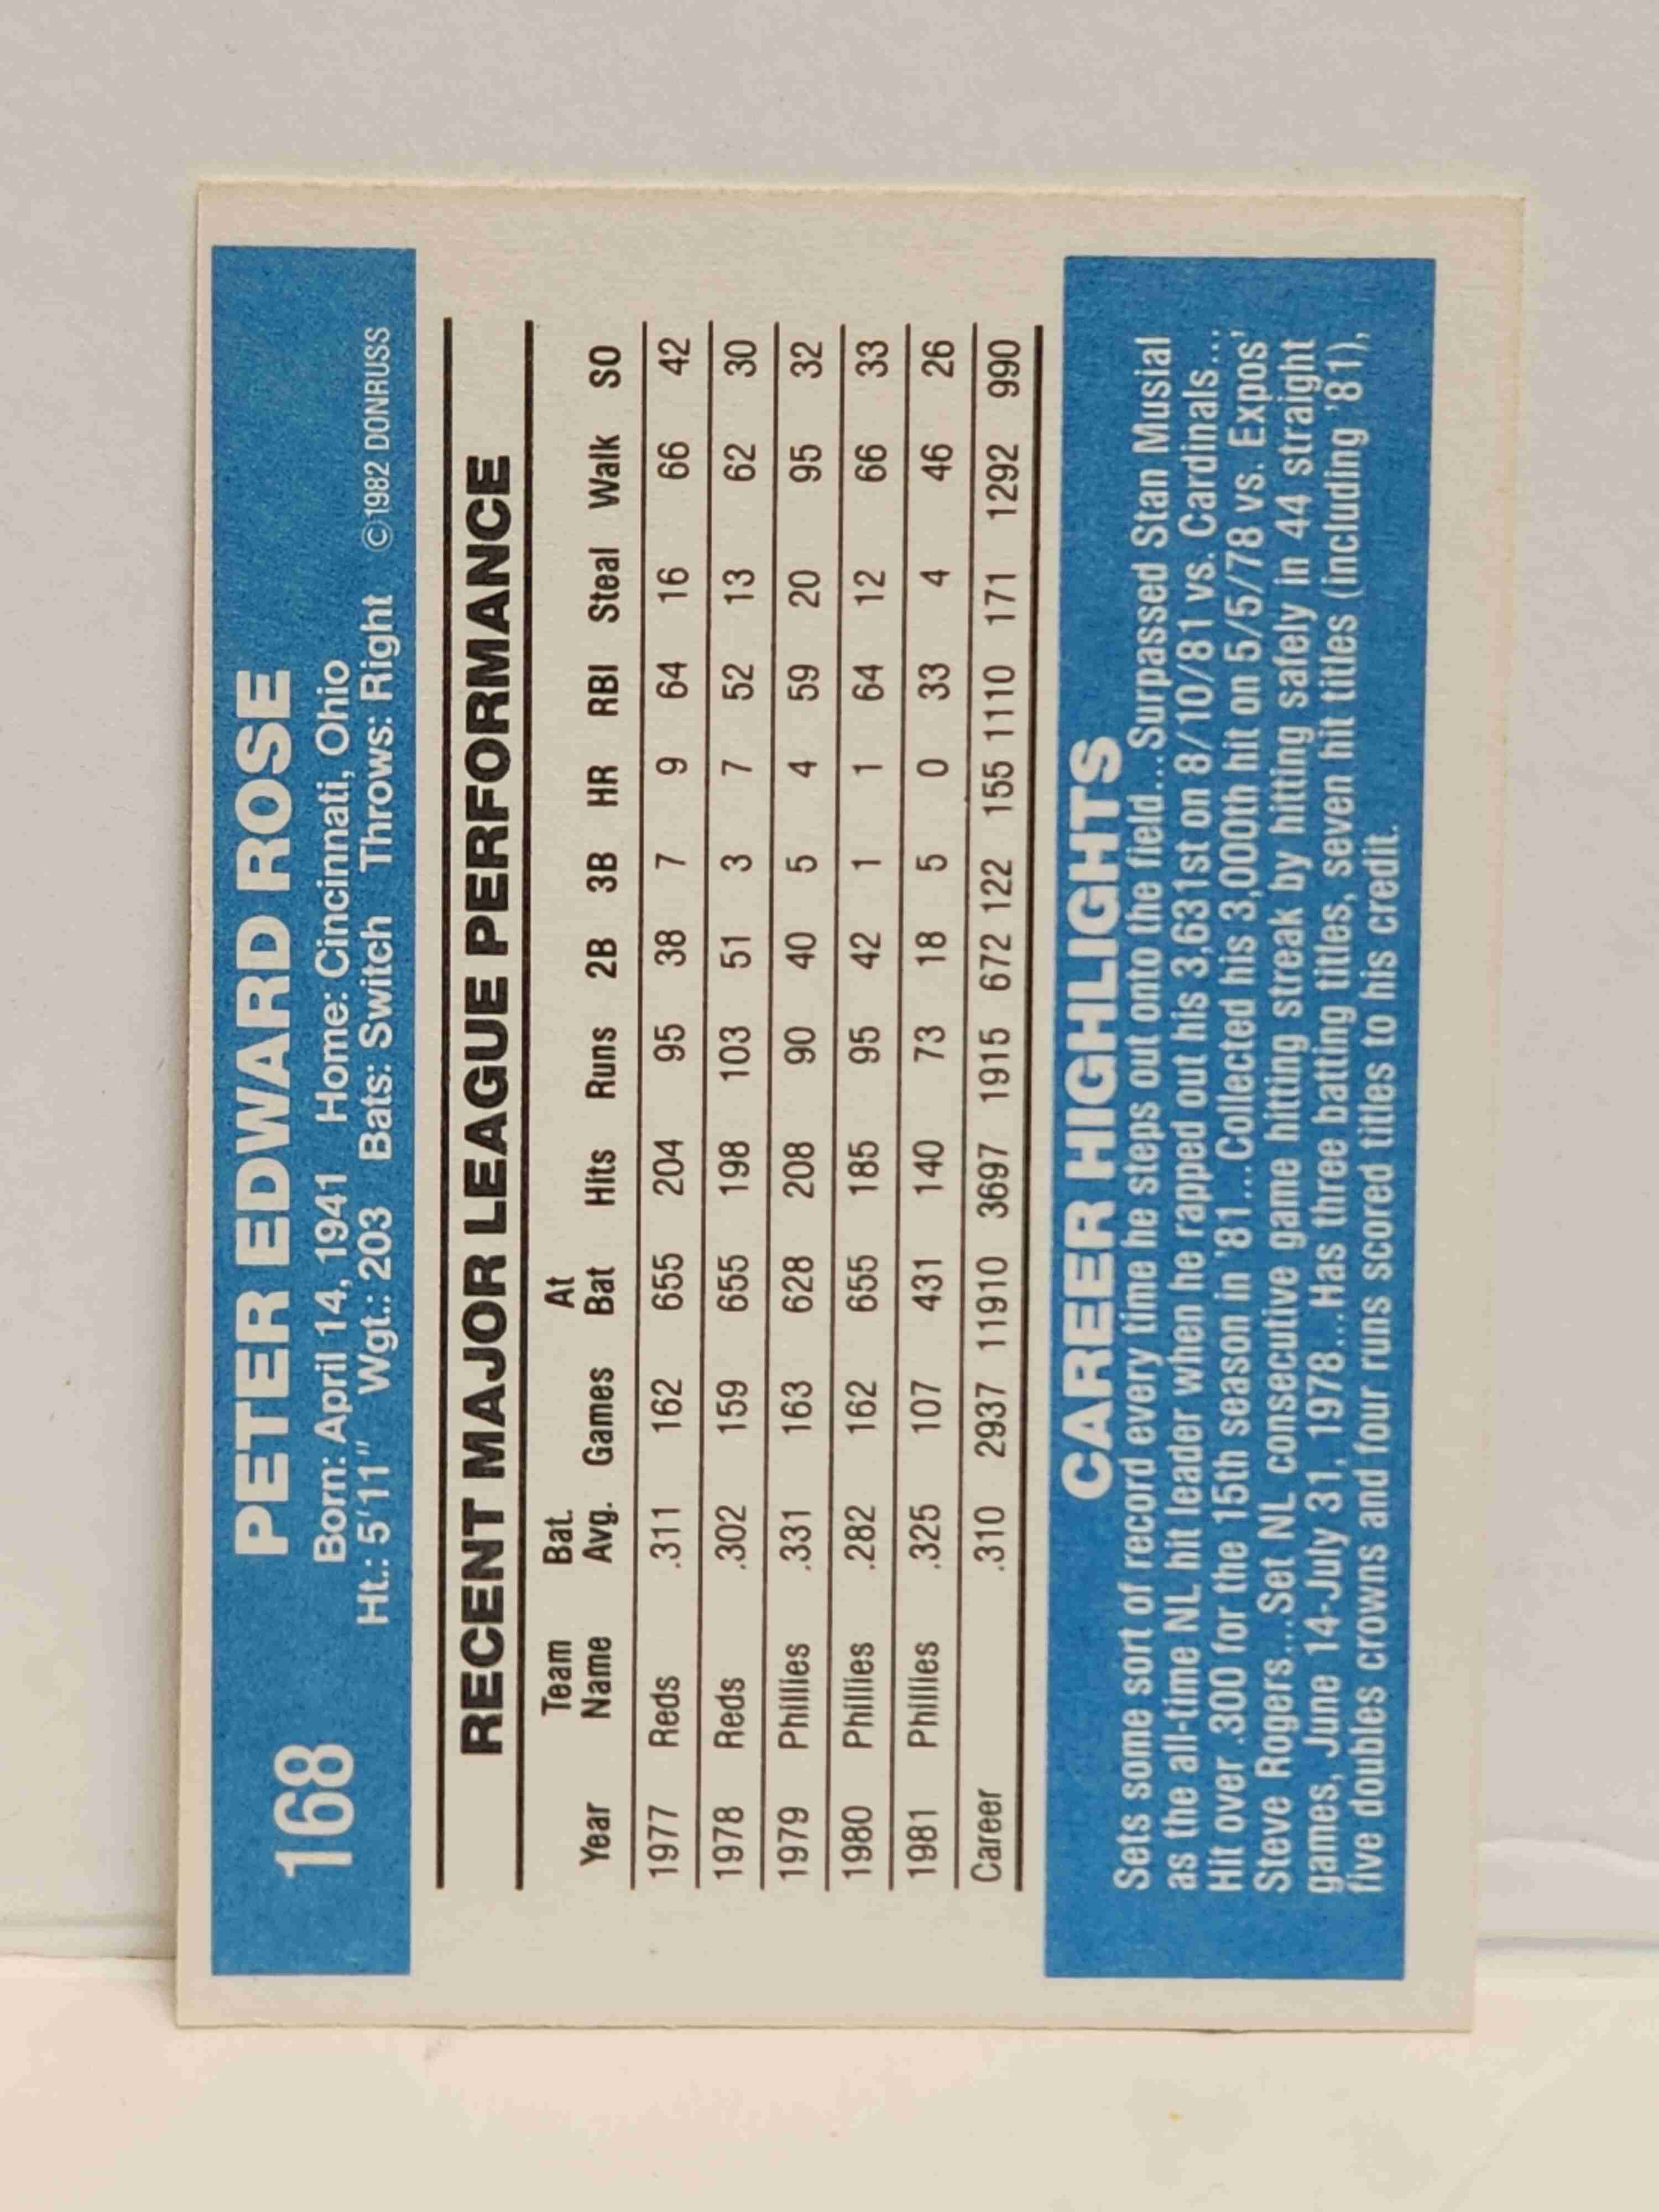 168
PETER EDWARD ROSE
Born: April 14, 1941 Home: Cincinnati, Ohio
Ht.: 5'11" Wgt.: 203 Bats: Switch Throws: Right ©1982 DONRUSS
RECENT MAJOR LEAGUE PERFORMANCE
Year Team Name Bat. Avg. Games At Bat Hits Runs 2B 3B HR RBI Steal Walk SO
1977 Reds .311 162 655 204 95 38 7 9 64 16 66 42
1978 Reds .302 159 655 198 103 51 3 7 52 13 62 30
1979 Phillies .331 163 628 208 90 40 5 4 59 20 95 32
1980 Phillies .282 162 655 185 95 42 1 1 64 12 66 33
1981 Phillies .325 107 431 140 73 18 5 0 33 4 46 26
Career .310 2937 11910 3697 1915 672 122 155 1110 171 1292 990
CAREER HIGHLIGHTS
Sets some sort of record every time he steps out onto the field...Surpassed Stan Musial
as the all-time NL hit leader when he rapped out his 3,631st on 8/10/81 vs. Cardinals...
Hit over .300 for the 15th season in '81...Collected his 3,000th hit on 5/5/78 vs. Expos'
Steve Rogers...Set NL consecutive game hitting streak by hitting safely in 44 straight
games, June 14-July 31, 1978...Has three batting titles, seven hit titles (including '81),
five doubles crowns and four runs scored titles to his credit.